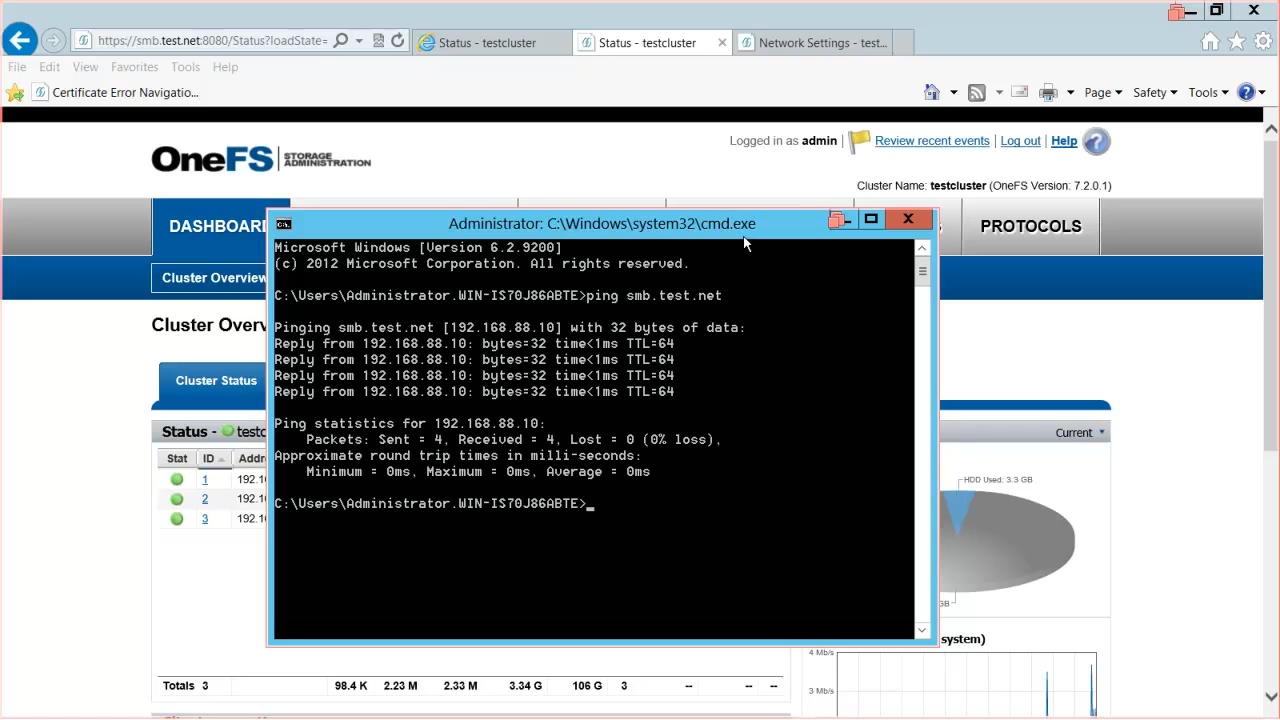 https://smb.test.net:8080/Status?loadState=
Status - testcluster
Status - testcluster
Network Settings - test...
File Edit View Favorites Tools Help
Certificate Error Navigatio...
Page Safety Tools
Logged in as admin Review recent events Log out Help
OneFS STORAGE ADMINISTRATION
Cluster Name: testcluster (OneFS Version: 7.2.0.1)
DASHBOAR
PROTOCOLS
Cluster Overview
Cluster Overv
Cluster Status
Status - testc
Current
Stat ID Addre
1 192.16
2 192.16
3 192.16
Administrator: C:\Windows\system32\cmd.exe
Microsoft Windows [Version 6.2.9200]
(c) 2012 Microsoft Corporation. All rights reserved.
C:\Users\Administrator.WIN-IS70J86ABTE>ping smb.test.net
Pinging smb.test.net [192.168.88.10] with 32 bytes of data:
Reply from 192.168.88.10: bytes=32 time<1ms TTL=64
Reply from 192.168.88.10: bytes=32 time<1ms TTL=64
Reply from 192.168.88.10: bytes=32 time<1ms TTL=64
Reply from 192.168.88.10: bytes=32 time<1ms TTL=64
Ping statistics for 192.168.88.10:
Packets: Sent = 4, Received = 4, Lost = 0 (0% loss),
Approximate round trip times in milli-seconds:
Minimum = 0ms, Maximum = 0ms, Average = 0ms
C:\Users\Administrator.WIN-IS70J86ABTE>_
HDD Used: 3.3 GB
GB
system)
4 Mb/s
3 Mb/s
Totals 3 98.4 K 2.23 M 2.33 M 3.34 G 106 G 3 -- -- --